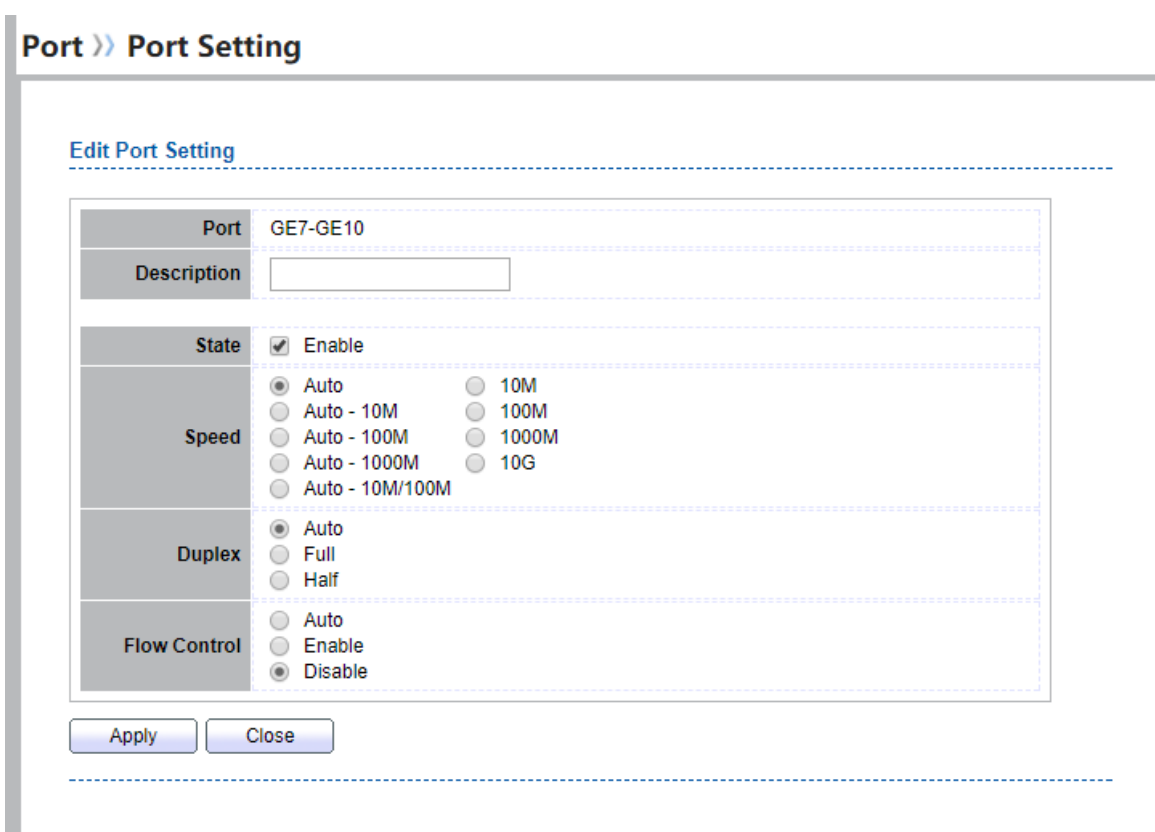 Port >> Port Setting
Edit Port Setting
Port GE7-GE10
Description
State Enable
Speed
Auto 10M
Auto - 10M 100M
Auto - 100M 1000M
Auto - 1000M 10G
Auto - 10M/100M
Duplex
Auto
Full
Half
Flow Control
Auto
Enable
Disable
Apply Close